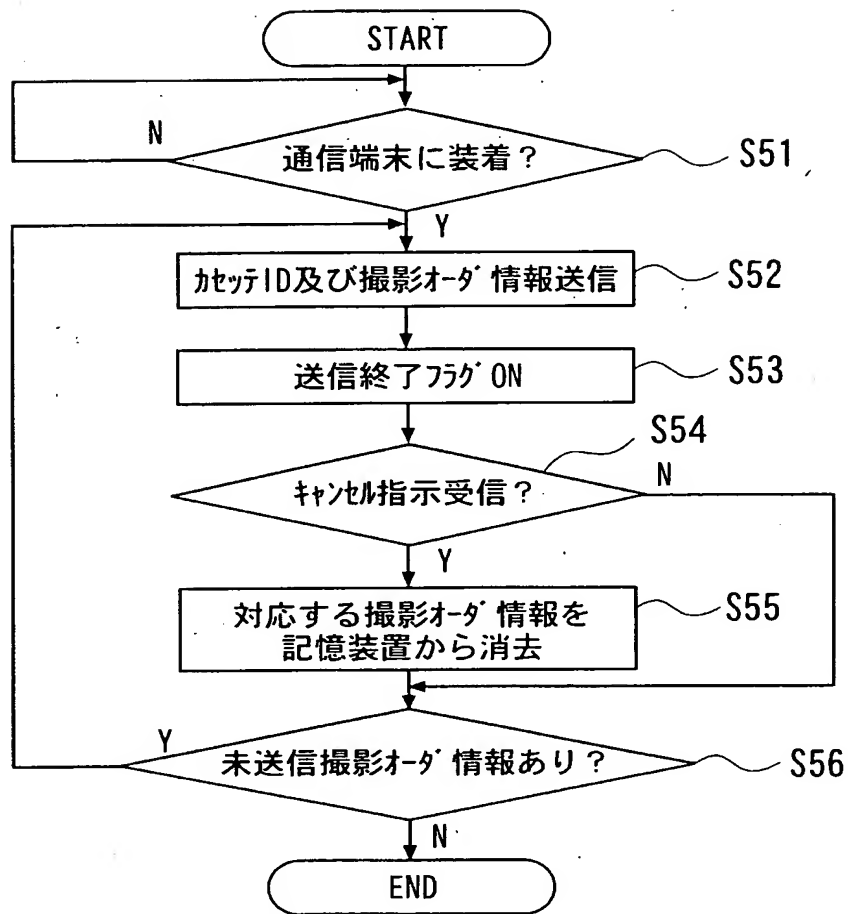 START
N
通信端末に装着？
S51
Y
ｶｾｯﾃID及び撮影ｵｰﾀﾞ情報送信
S52
送信終了ﾌﾗｸﾞON
S53
S54
ｷｬﾝｾﾙ指示受信？
N
Y
対応する撮影ｵｰﾀﾞ情報を
記憶装置から消去
S55
Y
未送信撮影ｵｰﾀﾞ情報あり？
S56
N
END